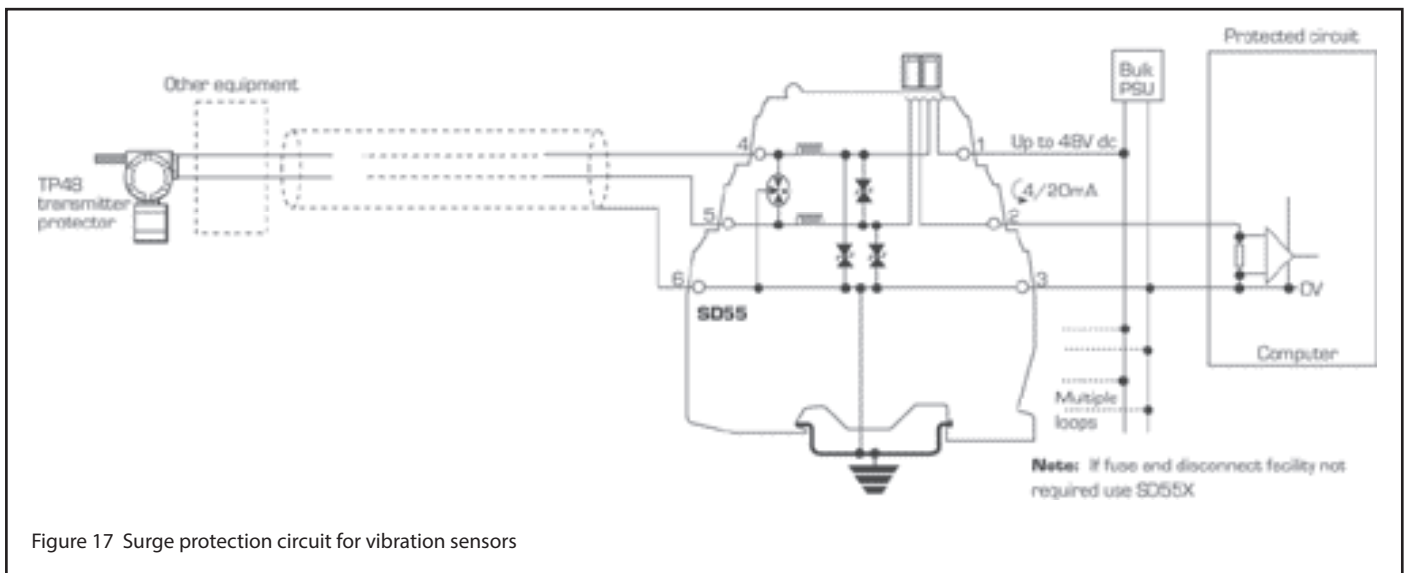 Protected circuit
Other equipment
Bulk
PSU
4
1
Up to 48V dc
TP48
transmitter
protector
4/20mA
5
2
6
3
0V
SD55
Computer
Multiple
loops
Note: If fuse and disconnect facility not
required use SD55X
Figure 17 Surge protection circuit for vibration sensors